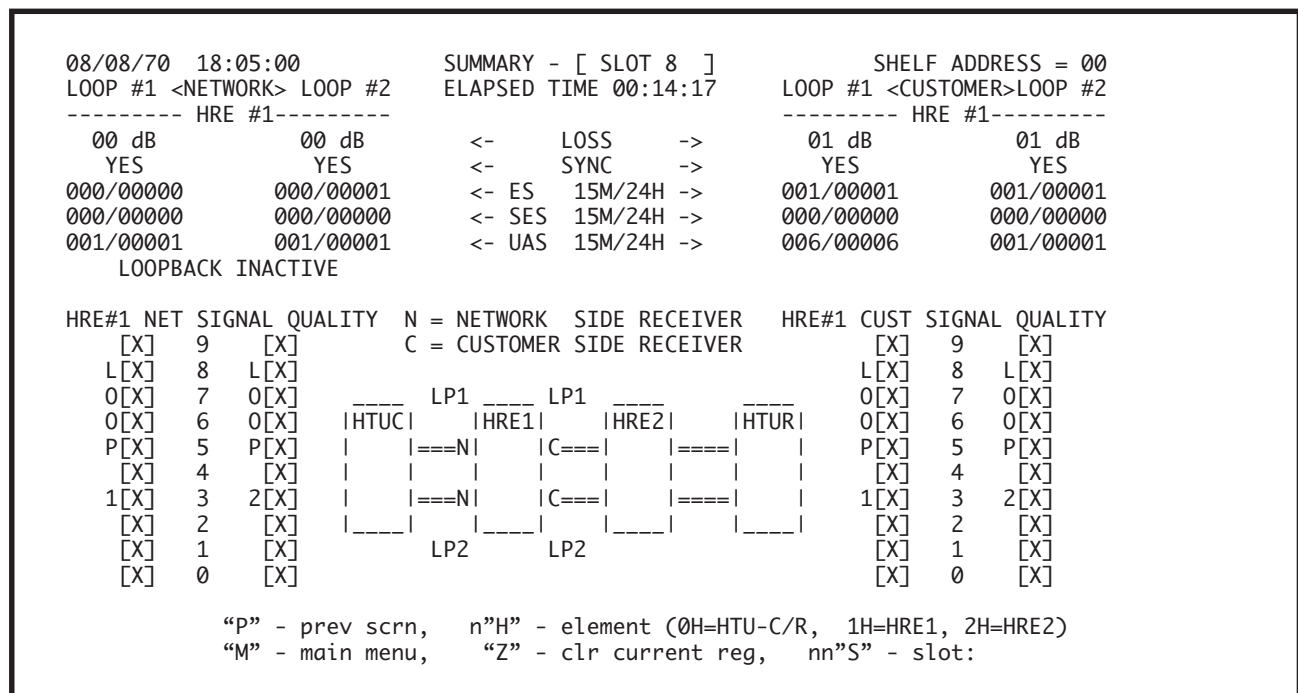 08/08/70  18:05:00             SUMMARY - [ SLOT 8  ]               SHELF ADDRESS = 00
LOOP #1 <NETWORK> LOOP #2      ELAPSED TIME 00:14:17      LOOP #1 <CUSTOMER>LOOP #2
--------- HRE #1---------                                 --------- HRE #1---------
  00 dB           00 dB          <-      LOSS      ->        01 dB           01 dB
   YES             YES           <-      SYNC      ->         YES             YES
000/00000       000/00001        <- ES   15M/24H ->       001/00001       001/00001
000/00000       000/00000        <- SES  15M/24H ->       000/00000       000/00000
001/00001       001/00001        <- UAS  15M/24H ->       006/00006       001/00001
    LOOPBACK INACTIVE
HRE#1 NET SIGNAL QUALITY  N = NETWORK  SIDE RECEIVER   HRE#1 CUST SIGNAL QUALITY
    [X]   9    [X]        C = CUSTOMER SIDE RECEIVER          [X]   9    [X]
   L[X]   8   L[X]                                           L[X]   8   L[X]
   O[X]   7   O[X]    ____  LP1 ____ LP1  ____      ____     O[X]   7   O[X]
   O[X]   6   O[X]   |HTUC|    |HRE1|    |HRE2|    |HTUR|    O[X]   6   O[X]
   P[X]   5   P[X]   |    |===N|    |C===|    |====|    |    P[X]   5   P[X]
    [X]   4    [X]   |    |    |    |    |    |    |    |     [X]   4    [X]
   1[X]   3   2[X]   |    |===N|    |C===|    |====|    |    1[X]   3   2[X]
    [X]   2    [X]   |____|    |____|    |____|    |____|     [X]   2    [X]
    [X]   1    [X]          LP2      LP2                      [X]   1    [X]
    [X]   0    [X]                                            [X]   0    [X]
“P” - prev scrn,   n”H” - element (0H=HTU-C/R,  1H=HRE1, 2H=HRE2)
“M” - main menu,    “Z” - clr current reg,   nn”S” - slot: